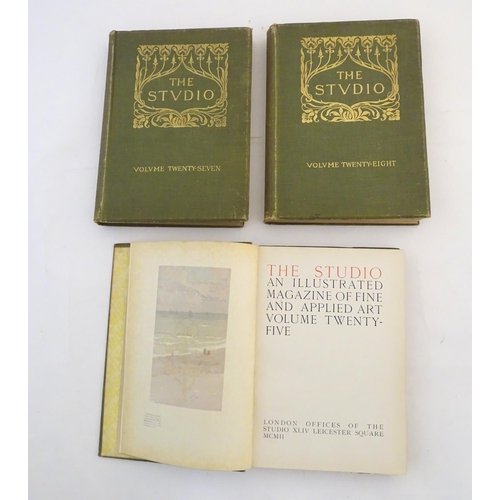 THE
STVDIO
VOLVME TWENTY-SEVEN
THE
STVDIO
VOLVME TWENTY-EIGHT
THE STUDIO
AN ILLUSTRATED
MAGAZINE OF FINE
AND APPLIED ART
VOLUME TWENTY-
FIVE
LONDON OFFICES OF THE
STUDIO XLIV LEICESTER SQUARE
MCMII